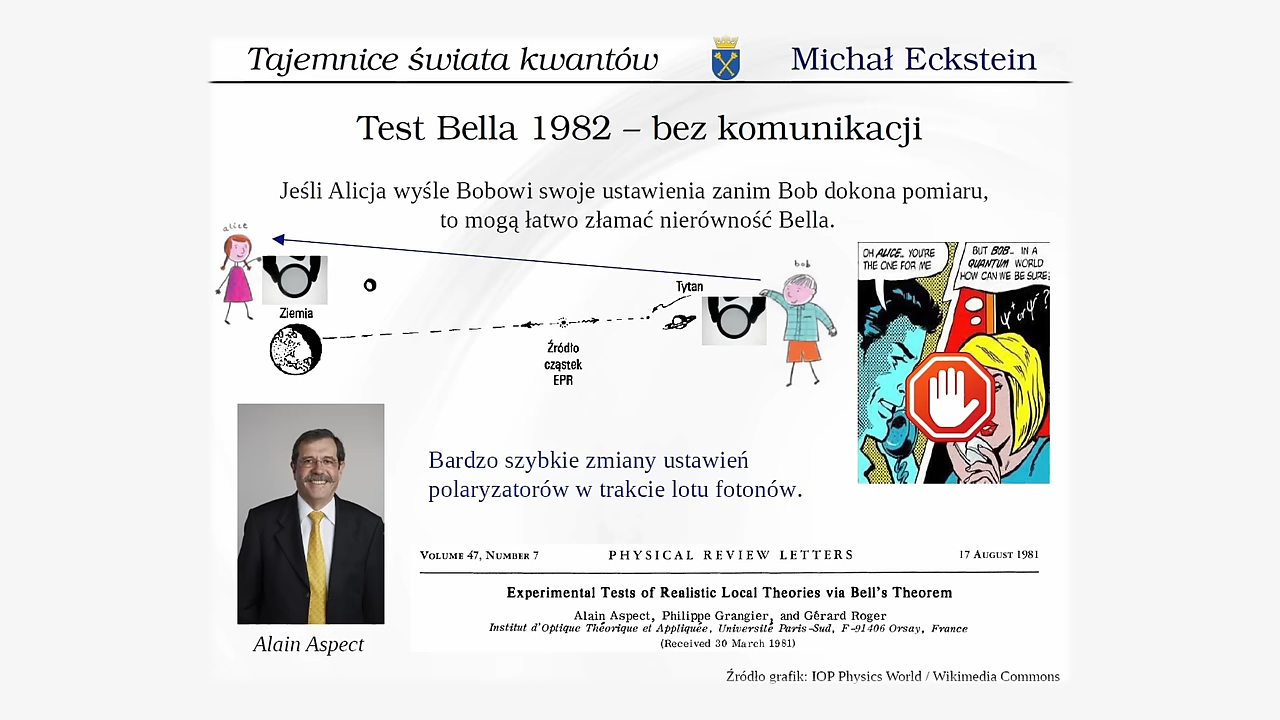 Tajemnice świata kwantów
Michał Eckstein
Test Bella 1982 – bez komunikacji
Jeśli Alicja wyśle Bobowi swoje ustawienia zanim Bob dokona pomiaru,
to mogą łatwo złamać nierówność Bella.
alice
bob
Ziemia
Tytan
Źródło
cząstek
EPR
OH ALICE.. YOU'RE
THE ONE FOR ME
BUT BOB.. IN A
QUANTUM WORLD
HOW CAN WE BE SURE?
ψ⁺ or ψ⁻?
Bardzo szybkie zmiany ustawień
polaryzatorów w trakcie lotu fotonów.
Alain Aspect
VOLUME 47, NUMBER 7 PHYSICAL REVIEW LETTERS 17 AUGUST 1981
Experimental Tests of Realistic Local Theories via Bell's Theorem
Alain Aspect, Philippe Grangier, and Gérard Roger
Institut d'Optique Théorique et Appliquée, Université Paris-Sud, F-91406 Orsay, France
(Received 30 March 1981)
Źródło grafik: IOP Physics World / Wikimedia Commons